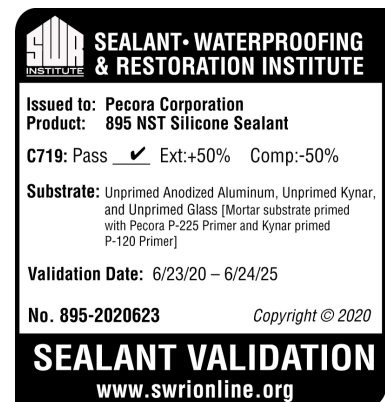 SWR
INSTITUTE
SEALANT • WATERPROOFING
& RESTORATION INSTITUTE
Issued to: Pecora Corporation
Product: 895 NST Silicone Sealant
C719: Pass ✔ Ext:+50% Comp:-50%
Substrate: Unprimed Anodized Aluminum, Unprimed Kynar,
and Unprimed Glass [Mortar substrate primed
with Pecora P-225 Primer and Kynar primed
P-120 Primer]
Validation Date: 6/23/20 – 6/24/25
No. 895-2020623 Copyright © 2020
SEALANT VALIDATION
www.swrionline.org